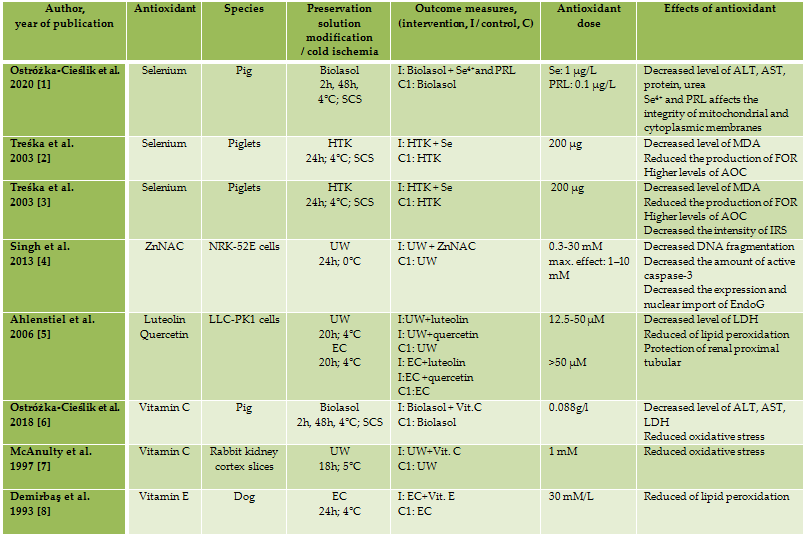 Author,
year of publication
Antioxidant
Species
Preservation
solution
modification
/ cold ischemia
Outcome measures,
(intervention, I / control, C)
Antioxidant
dose
Effects of antioxidant
Ostróżka-Cieślik et al.
2020 [1]
Selenium
Pig
Biolasol
2h, 48h,
4°C; SCS
I: Biolasol + Se⁴⁺and PRL
C1: Biolasol
Se: 1 µg/L
PRL: 0.1 µg/L
Decreased level of ALT, AST,
protein, urea
Se⁴⁺ and PRL affects the
integrity of mitochondrial and
cytoplasmic membranes
Treśka et al.
2003 [2]
Selenium
Piglets
HTK
24h; 4°C; SCS
I: HTK + Se
C1: HTK
200 µg
Decreased level of MDA
Reduced the production of FOR
Higher levels of AOC
Treśka et al.
2003 [3]
Selenium
Piglets
HTK
24h; 4°C; SCS
I: HTK + Se
C1: HTK
200 µg
Decreased level of MDA
Reduced the production of FOR
Higher levels of AOC
Decreased the intensity of IRS
Singh et al.
2013 [4]
ZnNAC
NRK-52E cells
UW
24h; 0°C
I: UW + ZnNAC
C1: UW
0.3-30 mM
max. effect: 1–10
mM
Decreased DNA fragmentation
Decreased the amount of active
caspase-3
Decreased the expression and
nuclear import of EndoG
Ahlenstiel et al.
2006 [5]
Luteolin
Quercetin
LLC-PK1 cells
UW
20h; 4°C
EC
20h; 4°C
I:UW+luteolin
I: UW+quercetin
C1: UW
I: EC+luteolin
I:EC+quercetin
C1:EC
12.5-50 µM
>50 µM
Decreased level of LDH
Reduced of lipid peroxidation
Protection of renal proximal
tubular
Ostróżka-Cieślik et al.
2018 [6]
Vitamin C
Pig
Biolasol
2h, 48h, 4°C; SCS
I: Biolasol + Vit.C
C1: Biolasol
0.088g/l
Decreased level of ALT, AST,
LDH
Reduced oxidative stress
McAnulty et al.
1997 [7]
Vitamin C
Rabbit kidney
cortex slices
UW
18h; 5°C
I: UW+Vit. C
C1: UW
1 mM
Reduced oxidative stress
Demirbaş et al.
1993 [8]
Vitamin E
Dog
EC
24h; 4°C
I: EC+Vit. E
C1: EC
30 mM/L
Reduced of lipid peroxidation